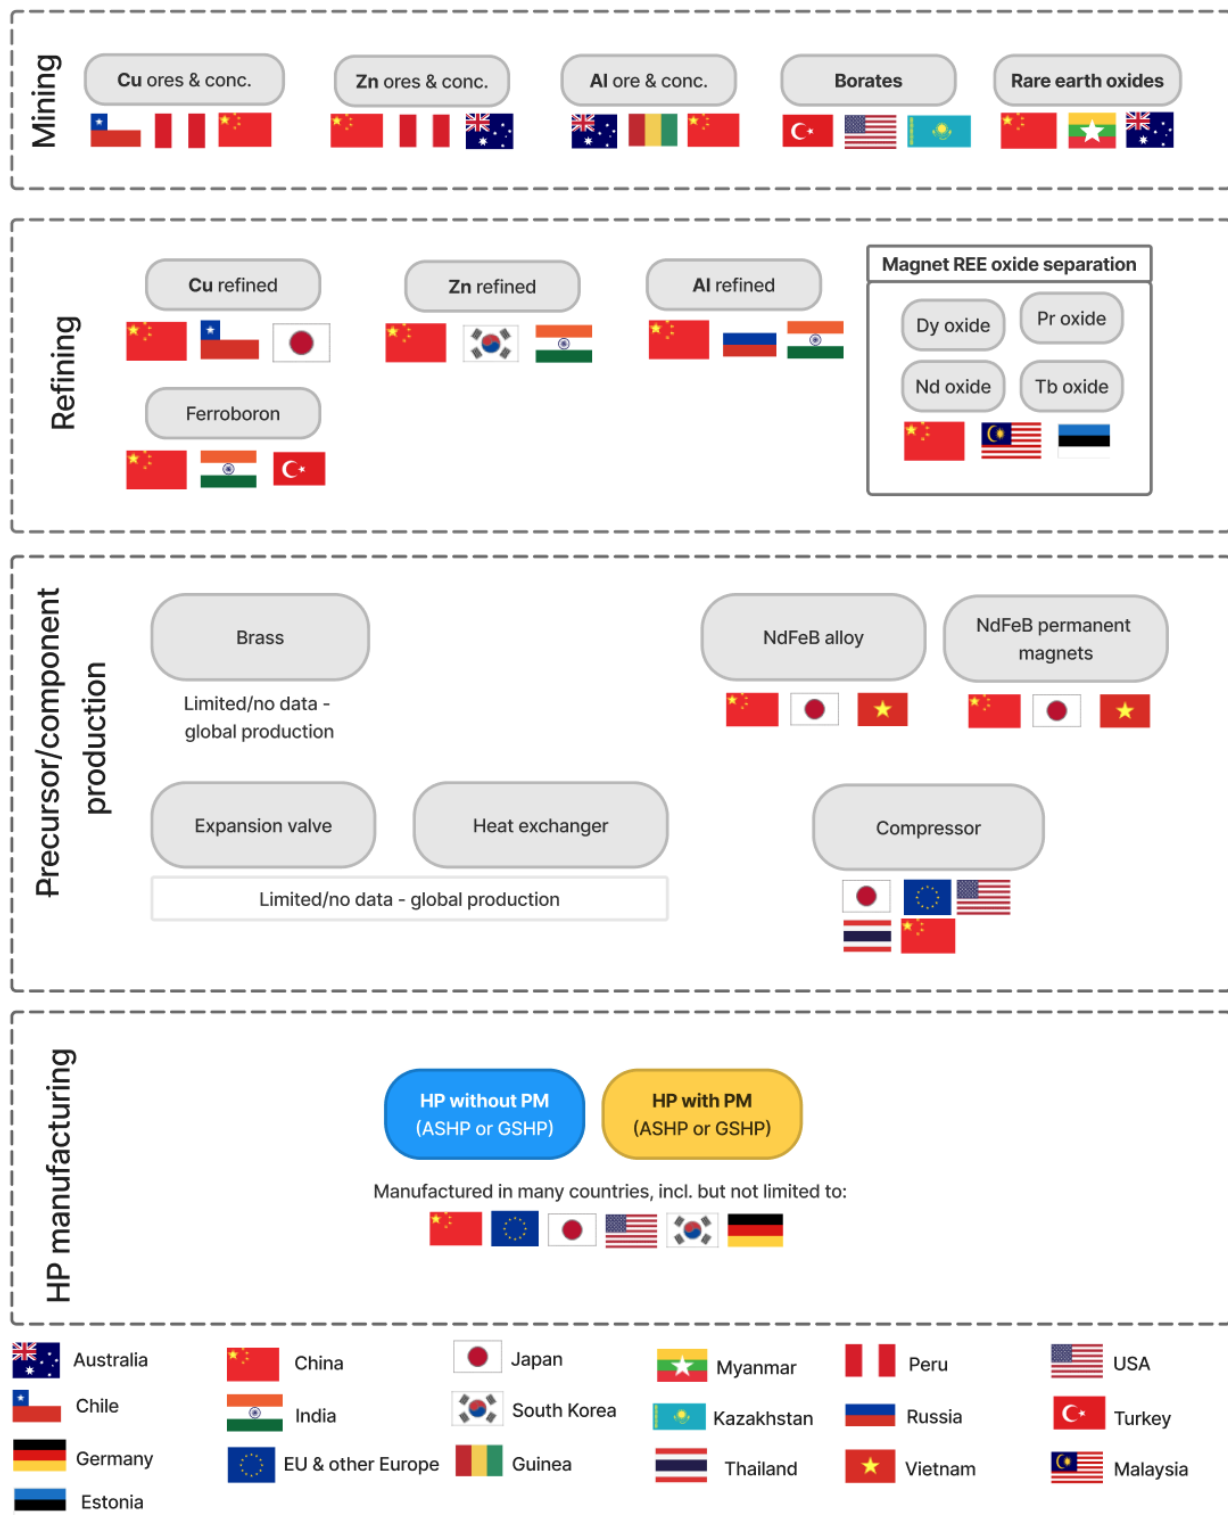 Mining
Cu ores & conc.
Zn ores & conc.
Al ore & conc.
Borates
Rare earth oxides
Refining
Cu refined
Zn refined
Al refined
Magnet REE oxide separation
Dy oxide
Pr oxide
Nd oxide
Tb oxide
Ferroboron
Precursor/component
production
Brass
Limited/no data -
global production
NdFeB alloy
NdFeB permanent
magnets
Expansion valve
Heat exchanger
Limited/no data - global production
Compressor
HP manufacturing
HP without PM
(ASHP or GSHP)
HP with PM
(ASHP or GSHP)
Manufactured in many countries, incl. but not limited to:
Australia
China
Japan
Myanmar
Peru
USA
Chile
India
South Korea
Kazakhstan
Russia
Turkey
Germany
EU & other Europe
Guinea
Thailand
Vietnam
Malaysia
Estonia